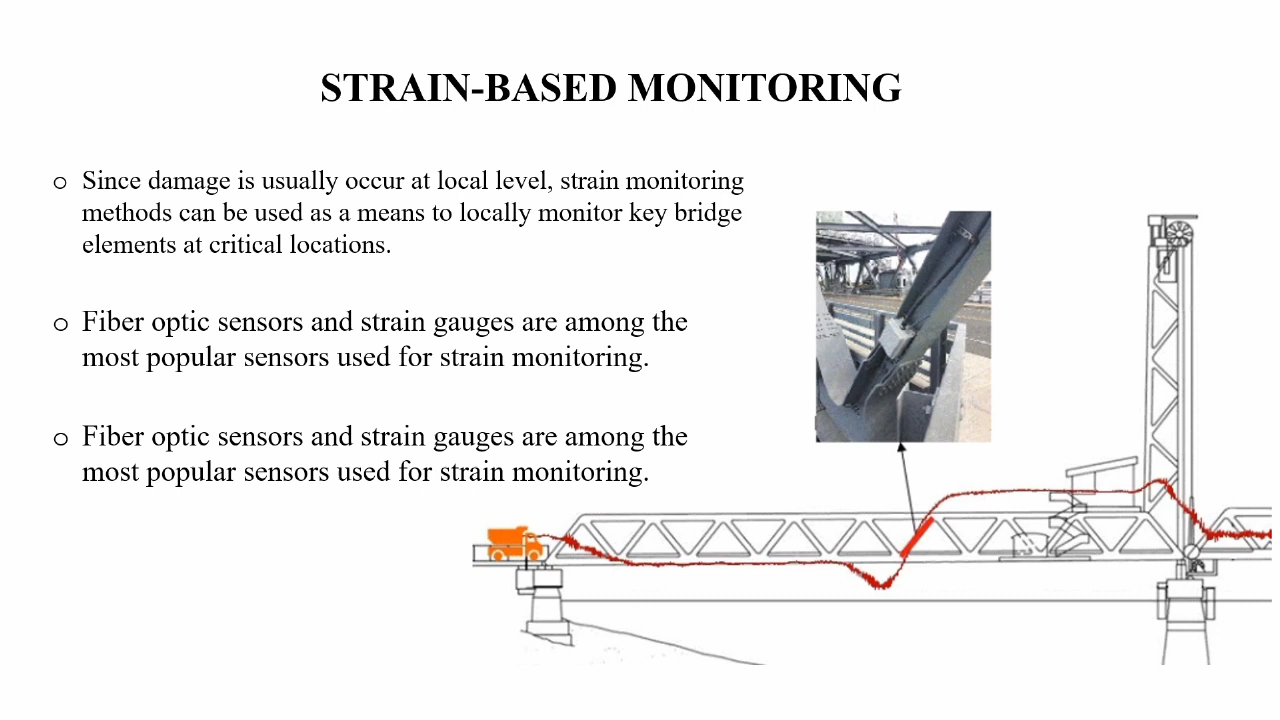 STRAIN-BASED MONITORING
Since damage is usually occur at local level, strain monitoring
methods can be used as a means to locally monitor key bridge
elements at critical locations.
Fiber optic sensors and strain gauges are among the
most popular sensors used for strain monitoring.
Fiber optic sensors and strain gauges are among the
most popular sensors used for strain monitoring.